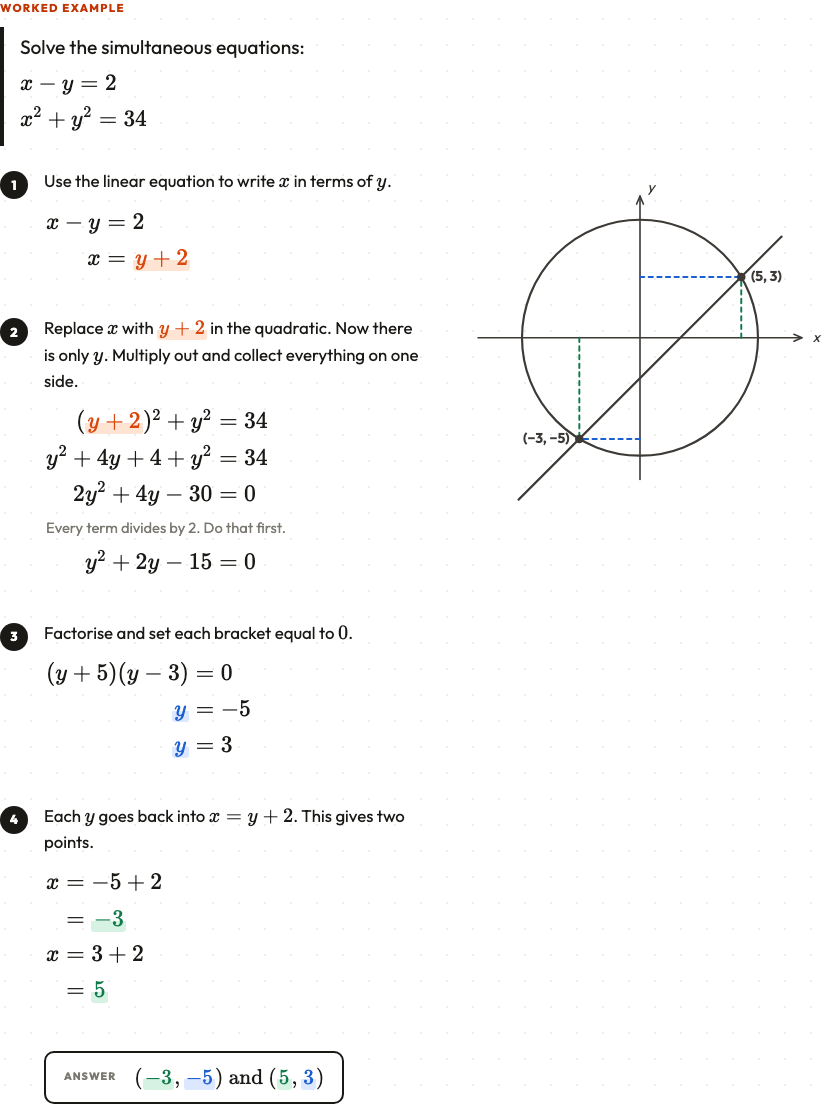 WORKED EXAMPLE
Solve the simultaneous equations:
x − y = 2
x² + y² = 34
1 Use the linear equation to write x in terms of y.
x − y = 2
x = y + 2
2 Replace x with y + 2 in the quadratic. Now there
is only y. Multiply out and collect everything on one
side.
(y + 2)² + y² = 34
y² + 4y + 4 + y² = 34
2y² + 4y − 30 = 0
Every term divides by 2. Do that first.
y² + 2y − 15 = 0
3 Factorise and set each bracket equal to 0.
(y + 5)(y − 3) = 0
y = −5
y = 3
4 Each y goes back into x = y + 2. This gives two
points.
x = −5 + 2
= −3
x = 3 + 2
= 5
ANSWER (−3, −5) and (5, 3)
y
(5, 3)
x
(−3, −5)